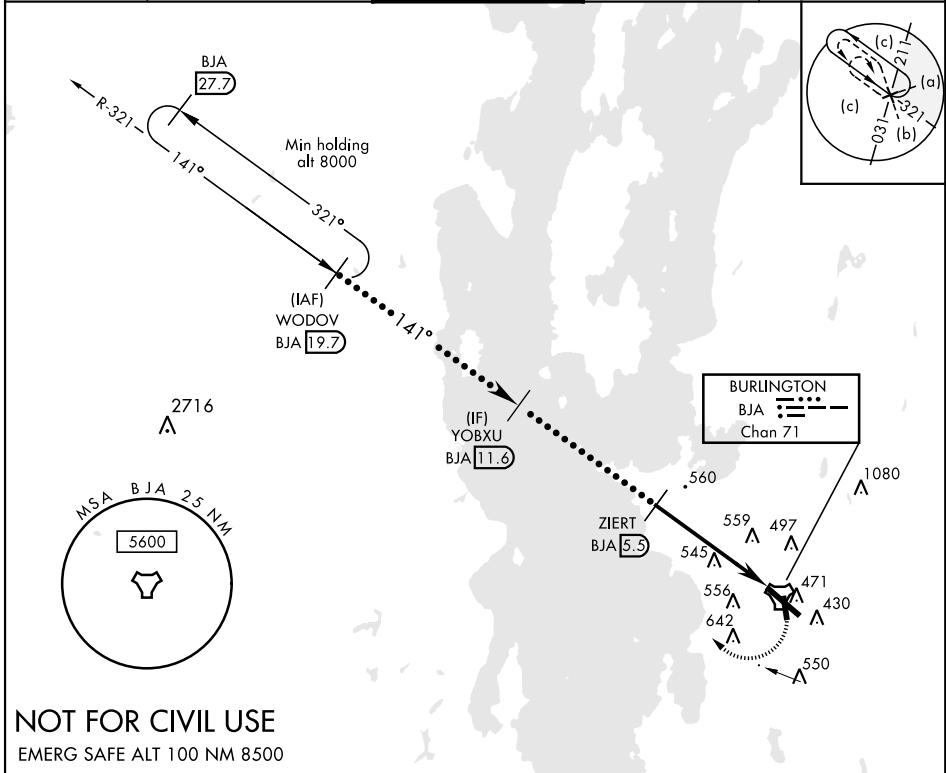 BJA
27.7
R-321
141°
Min holding
alt 8000
321°
(c)
211
(a)
(c)
321
031
(b)
(IAF)
WODOV
BJA 19.7
141°
2716
(IF)
YOBXU
BJA 11.6
BURLINGTON
BJA
Chan 71
560
1080
MSA BJA 25 NM
5600
ZIERT
BJA 5.5
559
497
545
471
556
430
642
550
NOT FOR CIVIL USE
EMERG SAFE ALT 100 NM 8500